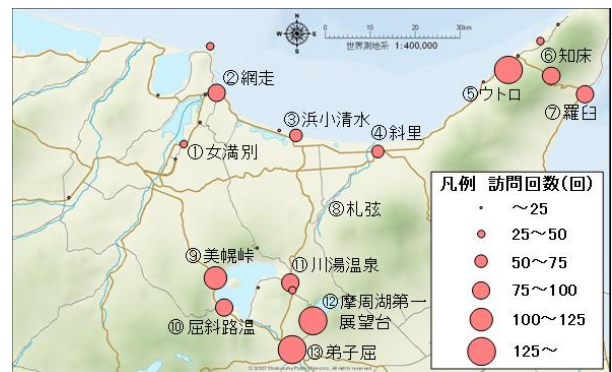 N
W
E
S
0
10
20
30km
世界測地系 1:400,000
⑥知床
②網走
⑤ウトロ
⑦羅臼
③浜小清水
④斜里
①女満別
凡例 訪問回数(回)
～25
⑧札弦
25～50
⑨美幌峠
50～75
⑪川湯温泉
75～100
⑫摩周湖第一
展望台
100～125
⑩屈斜路温
125～
⑬弟子屈